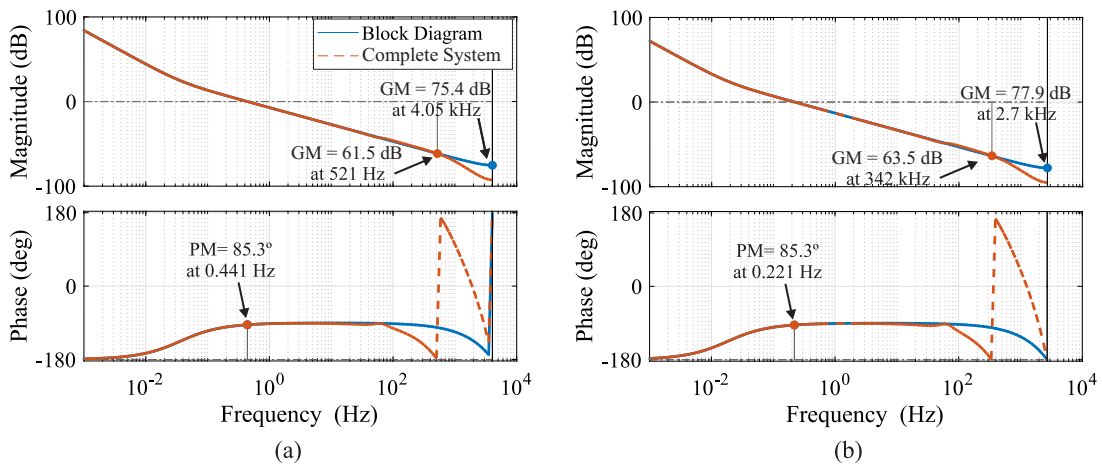 100
0
-100
Magnitude (dB)
Block Diagram
Complete System
GM = 75.4 dB
at 4.05 kHz
GM = 61.5 dB
at 521 Hz
180
0
-180
Phase (deg)
PM= 85.3º
at 0.441 Hz
10^-2
10^0
10^2
10^4
Frequency (Hz)
(a)
100
0
-100
Magnitude (dB)
GM = 77.9 dB
at 2.7 kHz
GM = 63.5 dB
at 342 kHz
180
0
-180
Phase (deg)
PM= 85.3º
at 0.221 Hz
10^-2
10^0
10^2
10^4
Frequency (Hz)
(b)